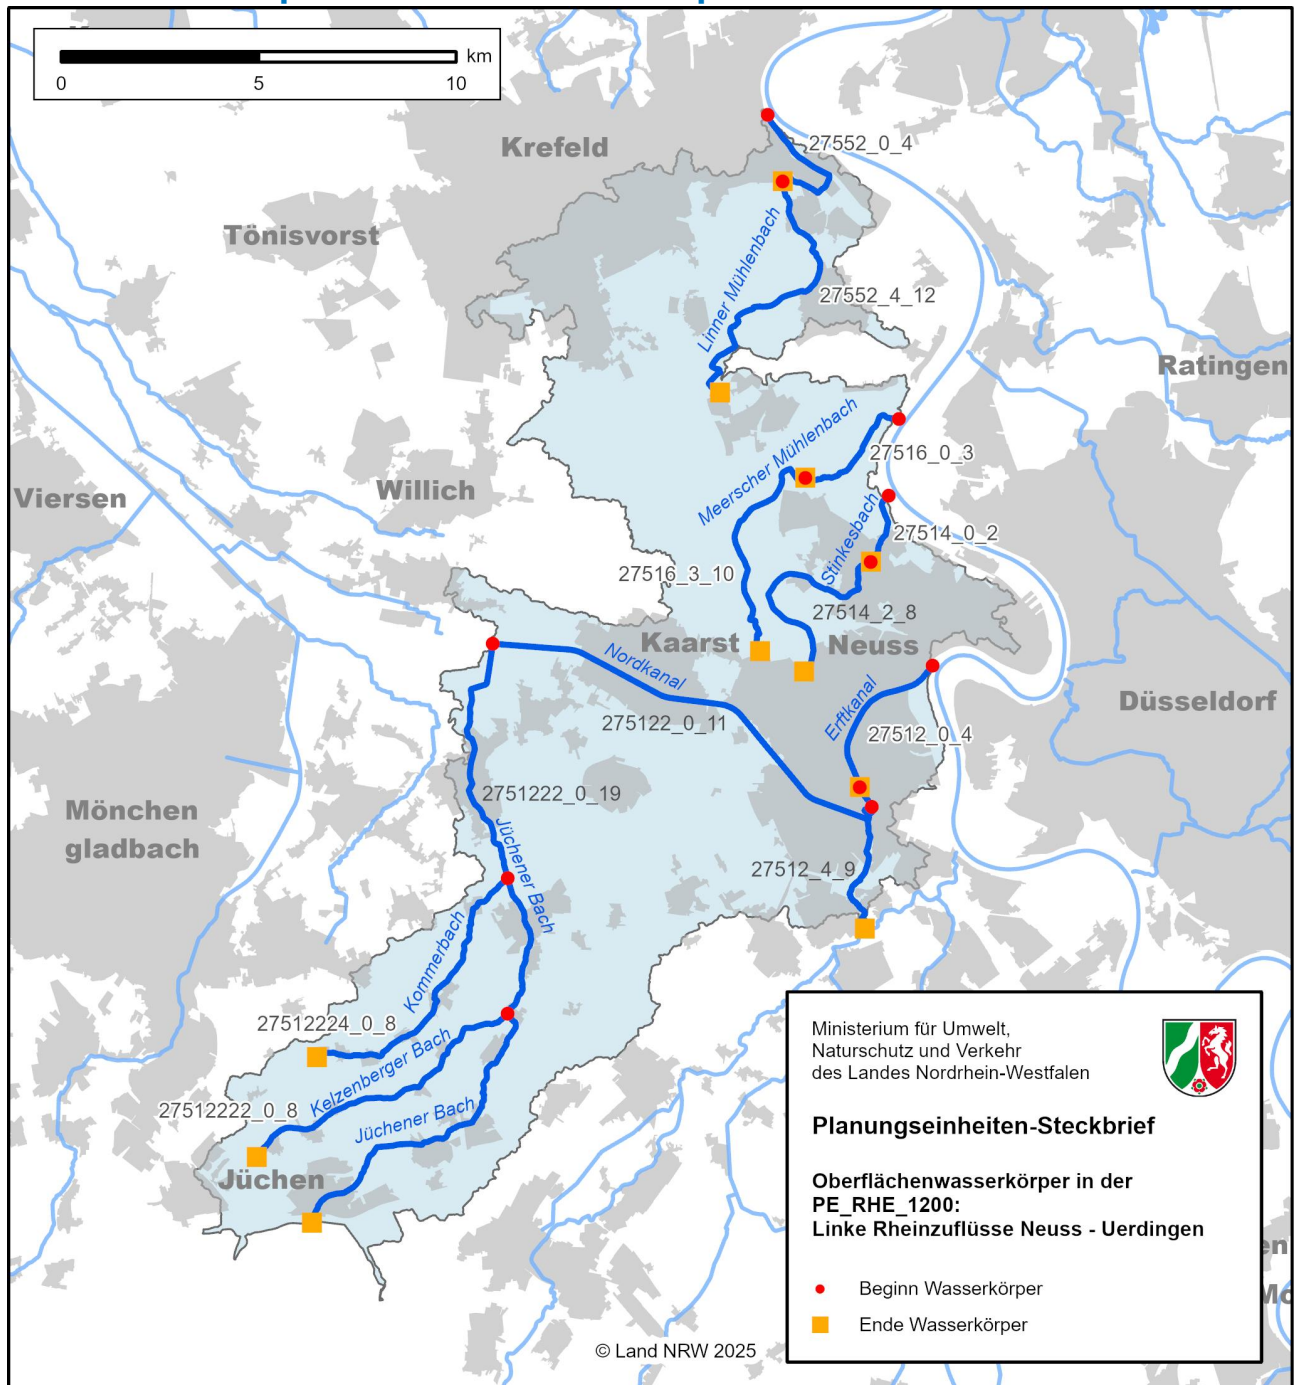 km
0 5 10
Krefeld
27552_0_4
Tönisvorst
Linner Mühlenbach
27552_4_12
Ratingen
Meerscher Mühlenbach
27516_0_3
Viersen
Willich
Stinkesbach
27514_0_2
27516_3_10
27514_2_8
Kaarst
Neuss
Nordkanal
275122_0_11
Erftkanal
27512_0_4
Düsseldorf
2751222_0_19
Mönchen
gladbach
Jüchener Bach
27512_4_9
Kommerbach
27512224_0_8
Kelzenberger Bach
27512222_0_8
Jüchener Bach
Jüchen
Ministerium für Umwelt,
Naturschutz und Verkehr
des Landes Nordrhein-Westfalen
Planungseinheiten-Steckbrief
Oberflächenwasserkörper in der
PE_RHE_1200:
Linke Rheinzuflüsse Neuss - Uerdingen
Beginn Wasserkörper
Ende Wasserkörper
© Land NRW 2025